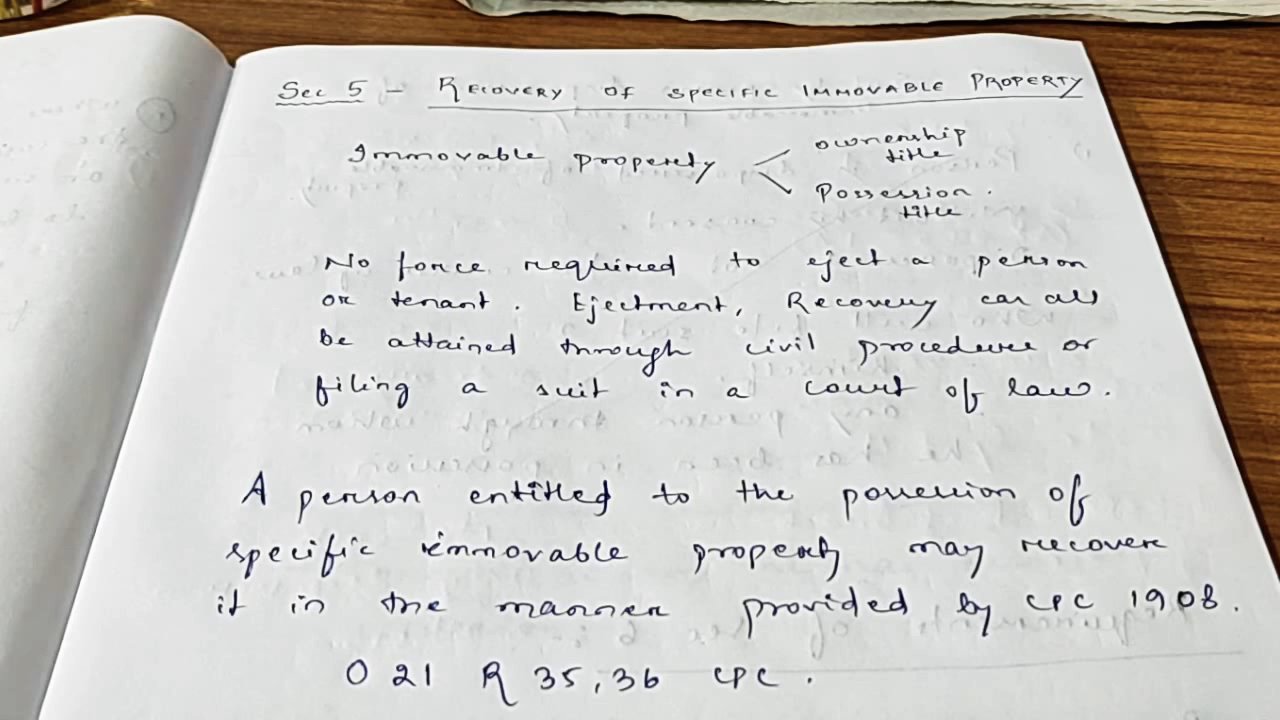 Sec 5 - RECOVERY OF SPECIFIC IMMOVABLE PROPERTY
Immovable property < ownership title
Possession title
No force required to eject a person
or tenant. Ejectment, Recovery can all
be attained through civil procedure or
filing a suit in a court of law.
A person entitled to the possession of
specific immovable property may recover
it in the manner provided by CPC 1908.
O 21 R 35, 36 CPC.